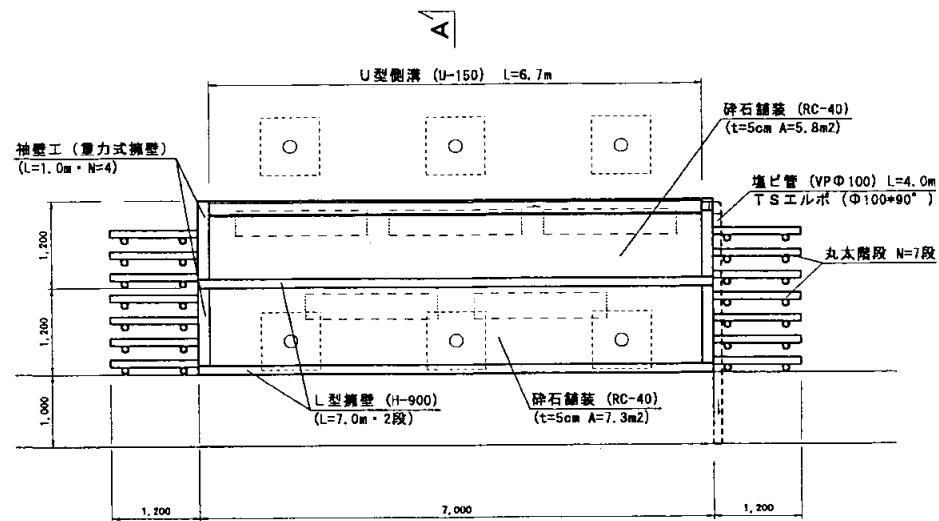 A
U型側溝 (U-150) L=6.7m
砕石舗装 (RC-40)
(t=5cm A=5.8m2)
袖壁工 (重力式擁壁)
(L=1.0m・N=4)
塩ビ管 (VPΦ100) L=4.0m
TSエルボ (Φ100*90°)
丸太階段 N=7段
1,200
1,200
1,000
L型擁壁 (H-900)
(L=7.0m・2段)
砕石舗装 (RC-40)
(t=5cm A=7.3m2)
1,200
7,000
1,200